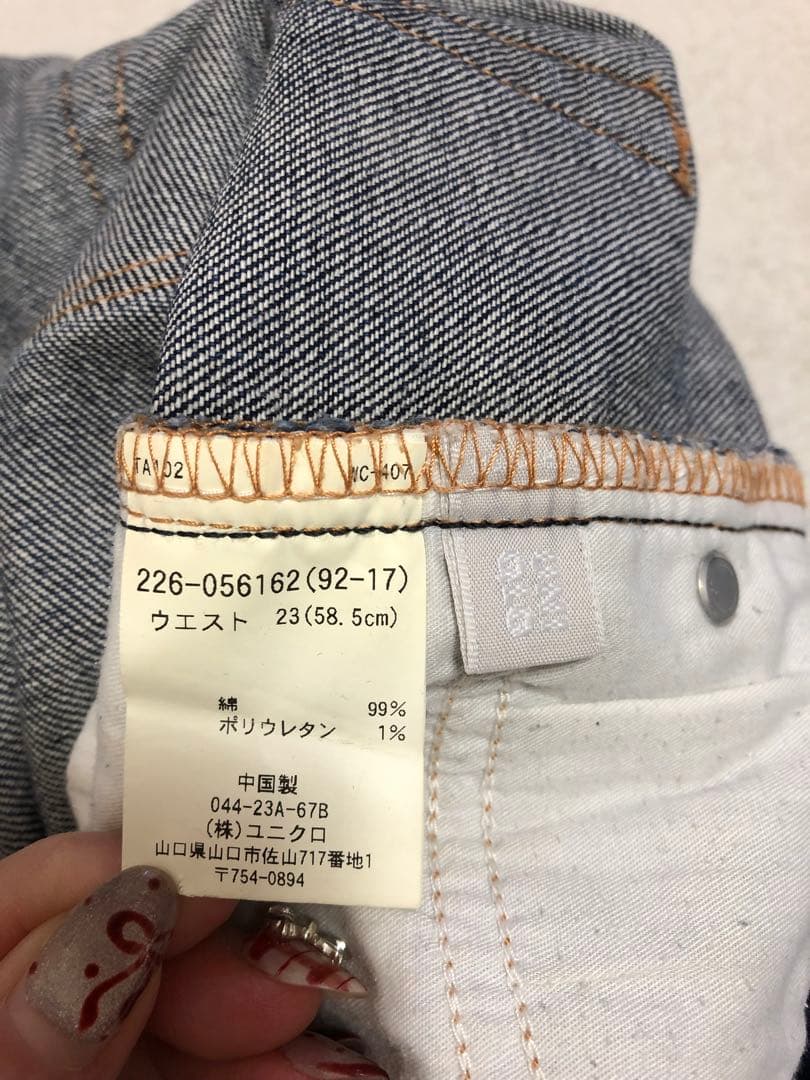 TA102 WC-407
226-056162(92-17)
ウエスト 23(58.5cm)
綿 99%
ポリウレタン 1%
中国製
044-23A-67B
(株)ユニクロ
山口県山口市佐山717番地1
〒754-0894